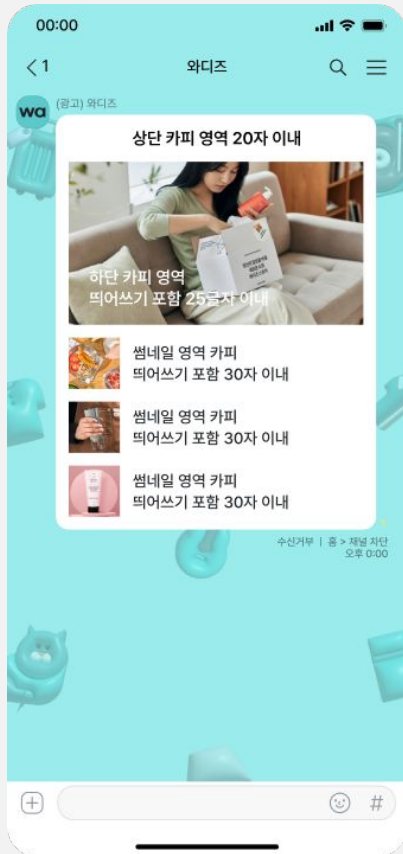 00:00
1
와디즈
wa
(광고) 와디즈
상단 카피 영역 20자 이내
하단 카피 영역
띄어쓰기 포함 25글자 이내
썸네일 영역 카피
띄어쓰기 포함 30자 이내
썸네일 영역 카피
띄어쓰기 포함 30자 이내
썸네일 영역 카피
띄어쓰기 포함 30자 이내
수신거부 | 홈 > 채널 차단
오후 0:00
#